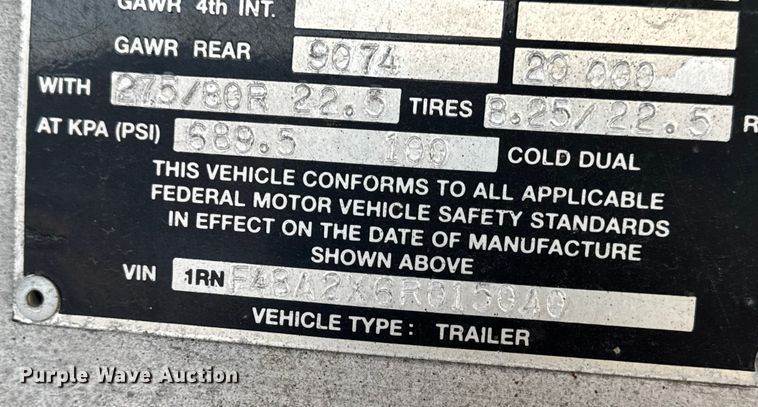 GAWR 4th INT.
GAWR REAR 9074 20 000
WITH 275/80R 22.5 TIRES 8.25/22.5 R
AT KPA (PSI) 689.5 100 COLD DUAL
THIS VEHICLE CONFORMS TO ALL APPLICABLE
FEDERAL MOTOR VEHICLE SAFETY STANDARDS
IN EFFECT ON THE DATE OF MANUFACTURE
SHOWN ABOVE
VIN 1RNF48A2X6R015040
VEHICLE TYPE: TRAILER
Purple Wave Auction